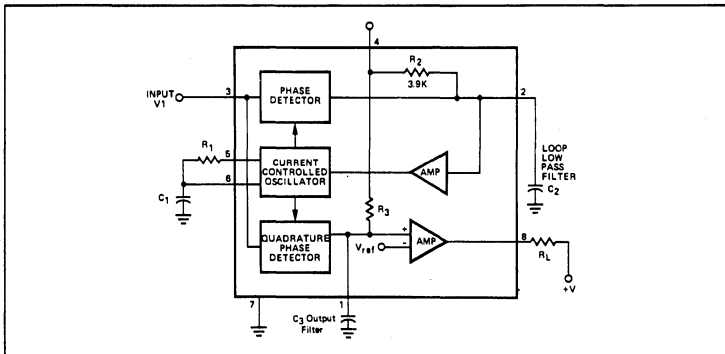 4
R2
3.9K
INPUT
V1
3
PHASE
DETECTOR
2
R1
5
6
C1
CURRENT
CONTROLLED
OSCILLATOR
AMP
LOOP
LOW
PASS
FILTER
C2
R3
QUADRATURE
PHASE
DETECTOR
+
Vref
-
AMP
8
RL
+V
7
1
C3 Output
Filter